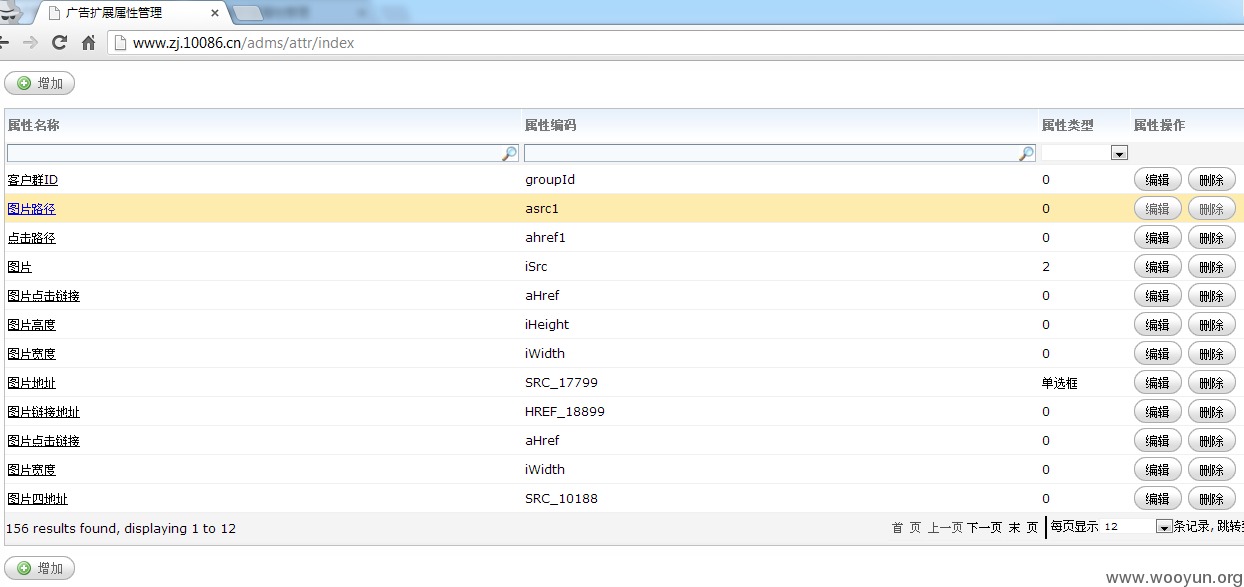 广告扩展属性管理
www.zj.10086.cn/adms/attr/index
增加
属性名称 属性编码 属性类型 属性操作
客户群ID groupId 0 编辑 删除
图片路径 asrc1 0 编辑 删除
点击路径 ahref1 0 编辑 删除
图片 iSrc 2 编辑 删除
图片点击链接 aHref 0 编辑 删除
图片高度 iHeight 0 编辑 删除
图片宽度 iWidth 0 编辑 删除
图片地址 SRC_17799 单选框 编辑 删除
图片链接地址 HREF_18899 0 编辑 删除
图片点击链接 aHref 0 编辑 删除
图片宽度 iWidth 0 编辑 删除
图片四地址 SRC_10188 0 编辑 删除
156 results found, displaying 1 to 12 首 页 上一页 下一页 末 页 每页显示 12 条记录, 跳转
增加
www.wooyun.org